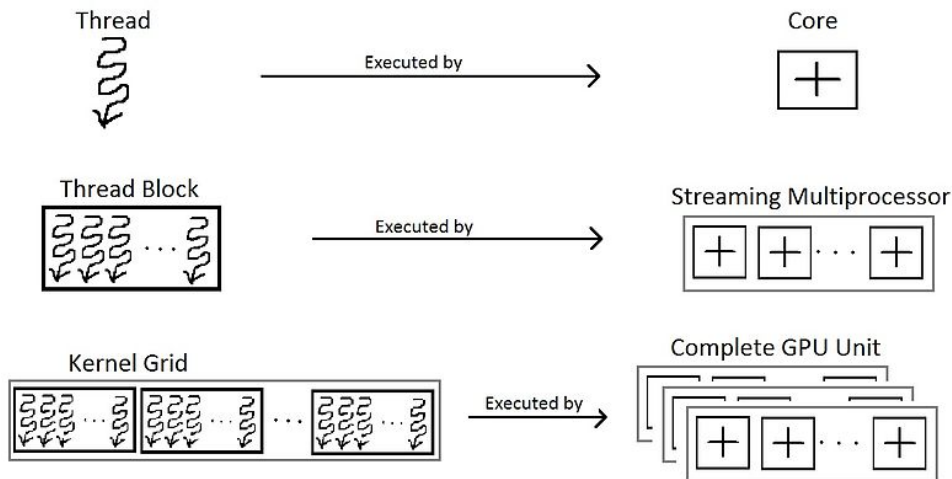 Thread
Executed by
Core
Thread Block
Executed by
Streaming Multiprocessor
Kernel Grid
Executed by
Complete GPU Unit